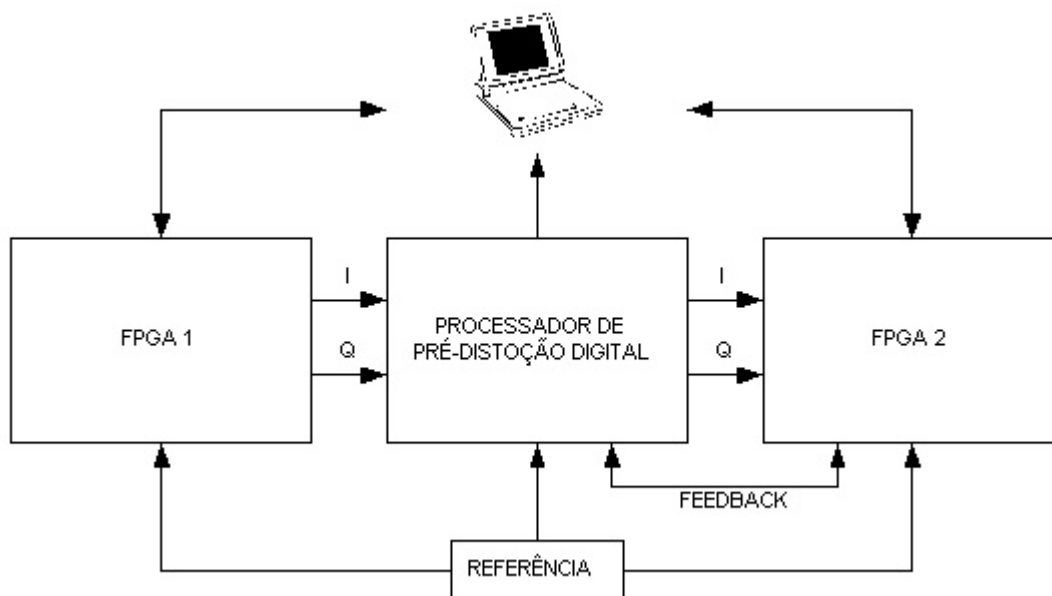 I
I
FPGA 1
PROCESSADOR DE
PRÉ-DISTOÇÃO DIGITAL
FPGA 2
Q
Q
FEEDBACK
REFERÊNCIA